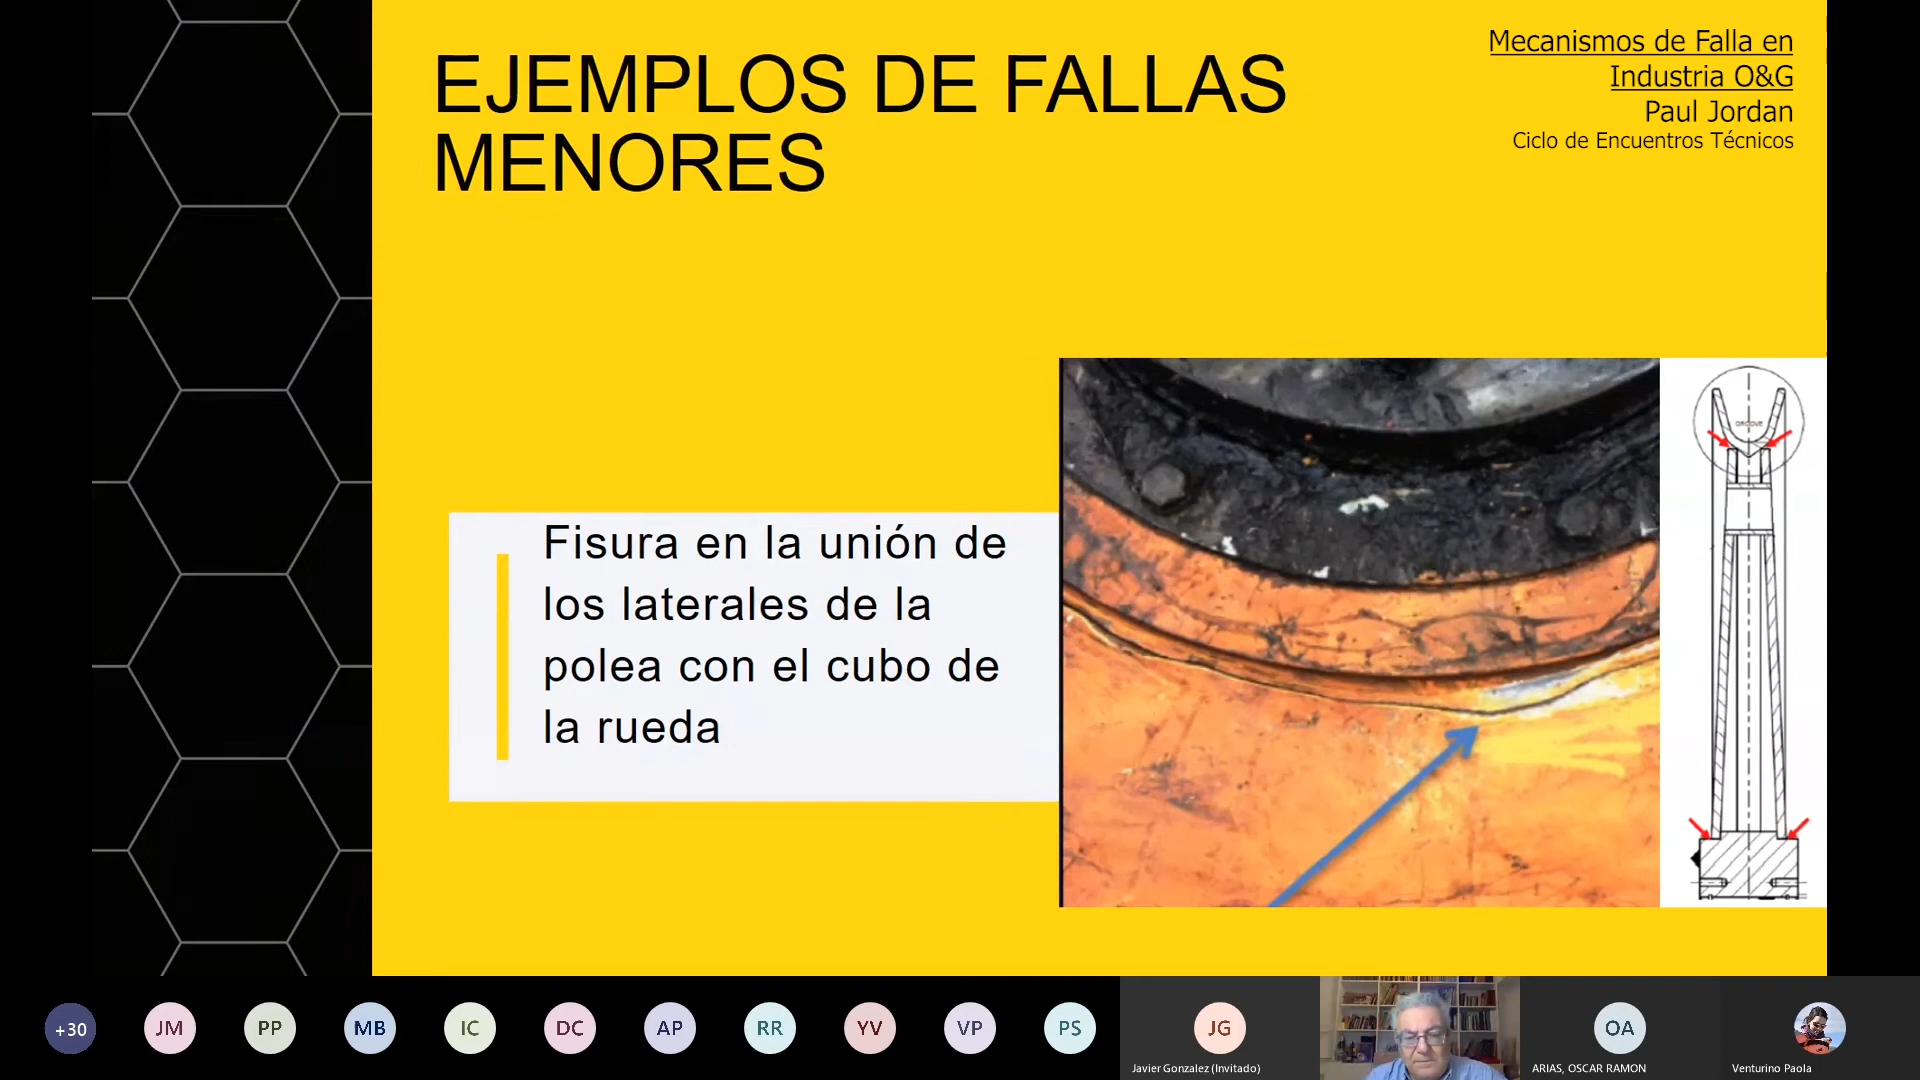 EJEMPLOS DE FALLAS
MENORES
Mecanismos de Falla en
Industria O&G
Paul Jordan
Ciclo de Encuentros Técnicos
Fisura en la unión de
los laterales de la
polea con el cubo de
la rueda
GROOVE
+30
JM
PP
MB
IC
DC
AP
RR
YV
VP
PS
JG
OA
Javier Gonzalez (Invitado)
ARIAS, OSCAR RAMON
Venturino Paola